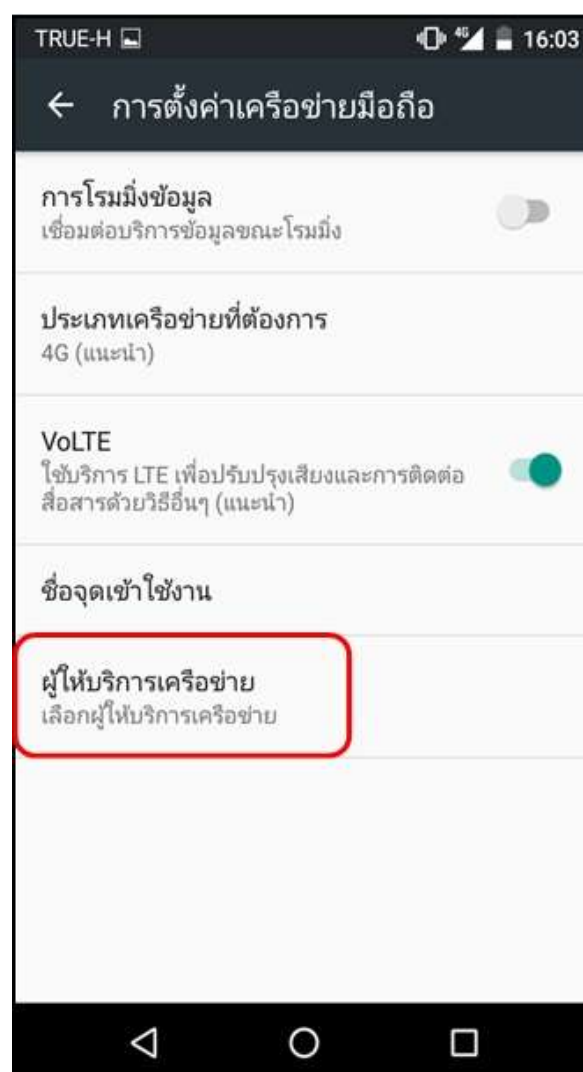 TRUE-H 4G 16:03
การตั้งค่าเครือข่ายมือถือ
การโรมมิ่งข้อมูล
เชื่อมต่อบริการข้อมูลขณะโรมมิ่ง
ประเภทเครือข่ายที่ต้องการ
4G (แนะนำ)
VoLTE
ใช้บริการ LTE เพื่อปรับปรุงเสียงและการติดต่อ
สื่อสารด้วยวิธีอื่นๆ (แนะนำ)
ชื่อจุดเข้าใช้งาน
ผู้ให้บริการเครือข่าย
เลือกผู้ให้บริการเครือข่าย